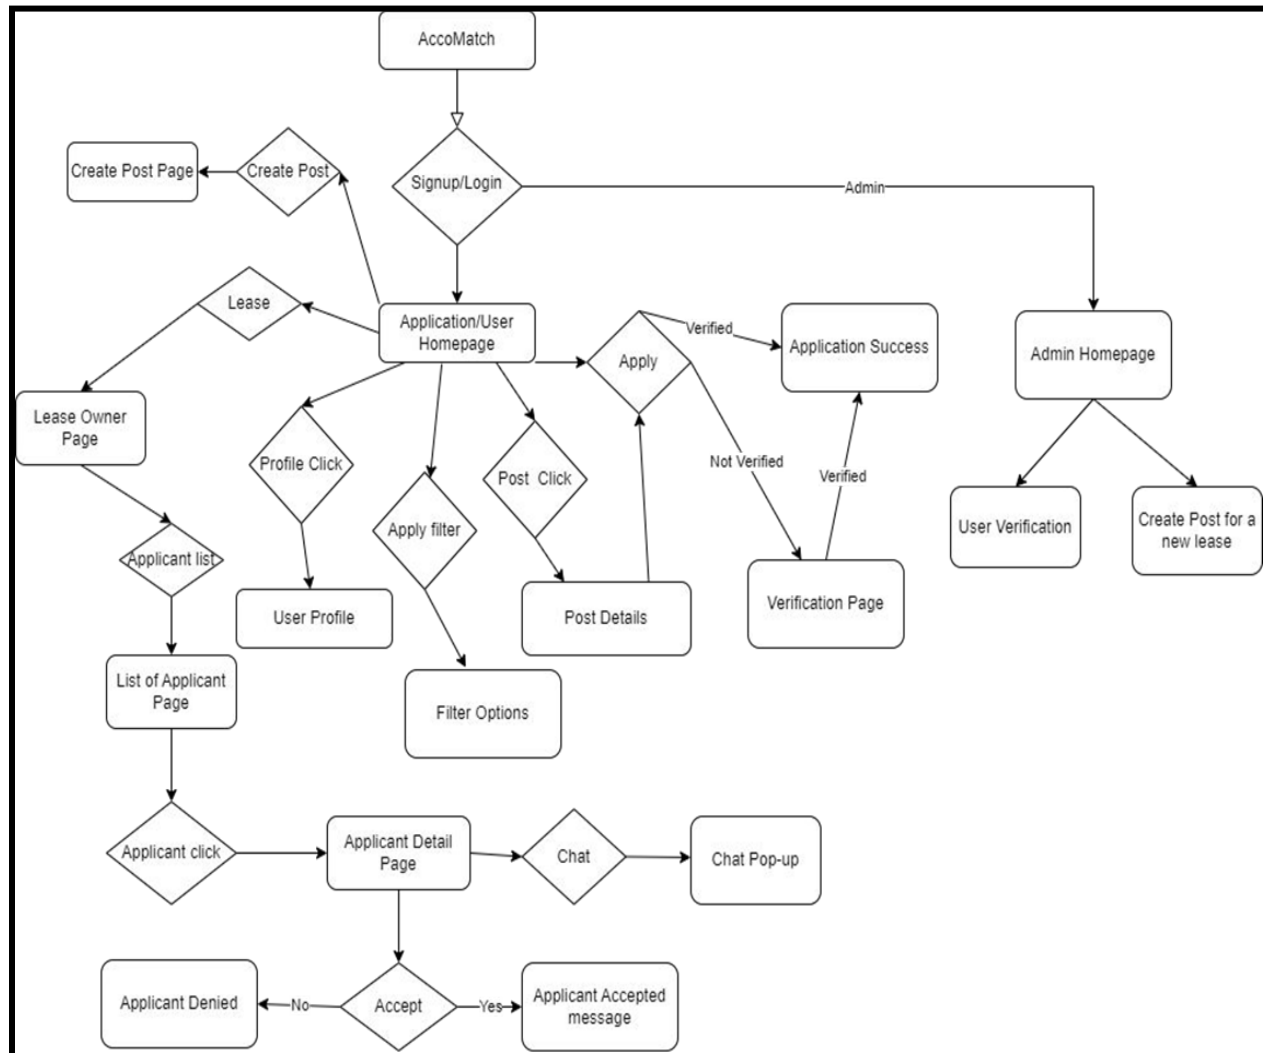 AccoMatch
Create Post Page
Create Post
Signup/Login
Admin
Lease
Application/User
Homepage
Apply
Verified
Application Success
Admin Homepage
Lease Owner
Page
Profile Click
Apply filter
Post Click
Not Verified
Verified
User Verification
Create Post for a
new lease
Applicant list
User Profile
Post Details
Verification Page
List of Applicant
Page
Filter Options
Applicant click
Applicant Detail
Page
Chat
Chat Pop-up
Applicant Denied
No
Accept
Yes
Applicant Accepted
message